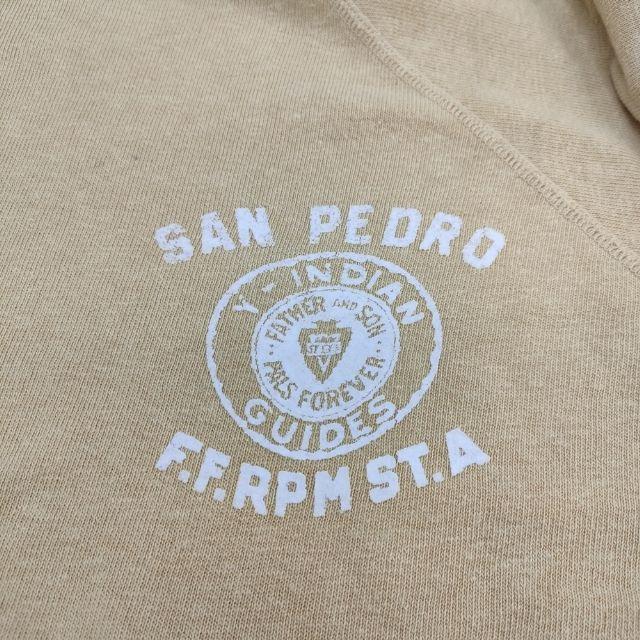 SAN PEDRO
Y-INDIAN
FATHER AND SON
PALS FOREVER
GUIDES
F.F.RPM ST.A